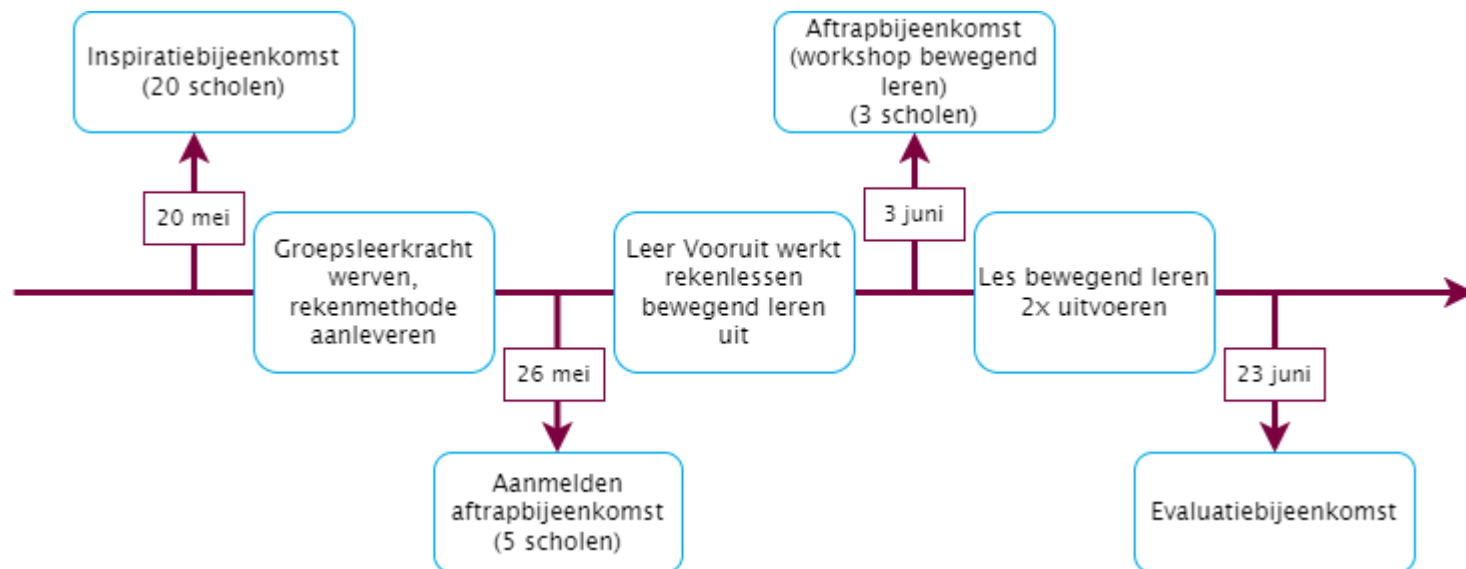 Inspiratiebijeenkomst
(20 scholen)
20 mei
Groepsleerkracht
werven,
rekenmethode
aanleveren
26 mei
Aanmelden
aftrapbijeenkomst
(5 scholen)
Leer Vooruit werkt
rekenlessen
bewegend leren
uit
Aftrapbijeenkomst
(workshop bewegend
leren)
(3 scholen)
3 juni
Les bewegend leren
2x uitvoeren
23 juni
Evaluatiebijeenkomst